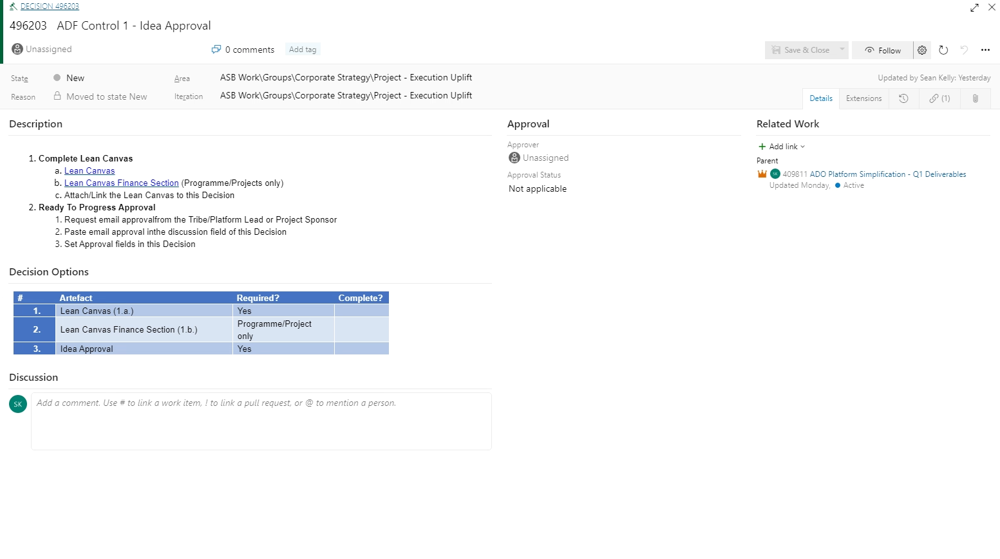 DECISION 496203
496203 ADF Control 1 - Idea Approval
Unassigned
0 comments
Add tag
Save & Close
Follow
State
New
Area
ASB Work\Groups\Corporate Strategy\Project - Execution Uplift
Updated by Sean Kelly: Yesterday
Reason
Moved to state New
Iteration
ASB Work\Groups\Corporate Strategy\Project - Execution Uplift
Details
Extensions
(1)
Description
1. Complete Lean Canvas
a. Lean Canvas
b. Lean Canvas Finance Section (Programme/Projects only)
c. Attach/Link the Lean Canvas to this Decision
2. Ready To Progress Approval
1. Request email approvalfrom the Tribe/Platform Lead or Project Sponsor
2. Paste email approval inthe discussion field of this Decision
3. Set Approval fields in this Decision
Decision Options
# Artefact Required? Complete?
1. Lean Canvas (1.a.) Yes
2. Lean Canvas Finance Section (1.b.) Programme/Project
only
3. Idea Approval Yes
Discussion
SK
Add a comment. Use # to link a work item, ! to link a pull request, or @ to mention a person.
Approval
Approver
Unassigned
Approval Status
Not applicable
Related Work
Add link
Parent
SK 409811 ADO Platform Simplification - Q1 Deliverables
Updated Monday, Active